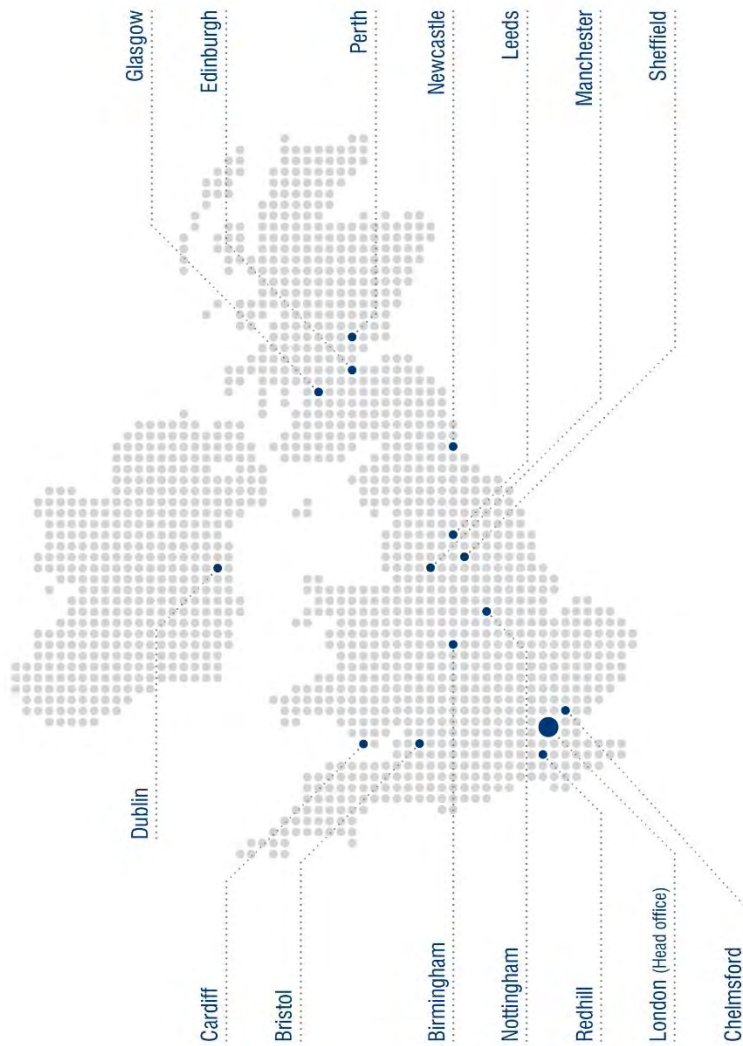 Glasgow
Edinburgh
Perth
Newcastle
Leeds
Manchester
Sheffield
Dublin
Cardiff
Bristol
Birmingham
Nottingham
Redhill
London (Head office)
Chelmsford